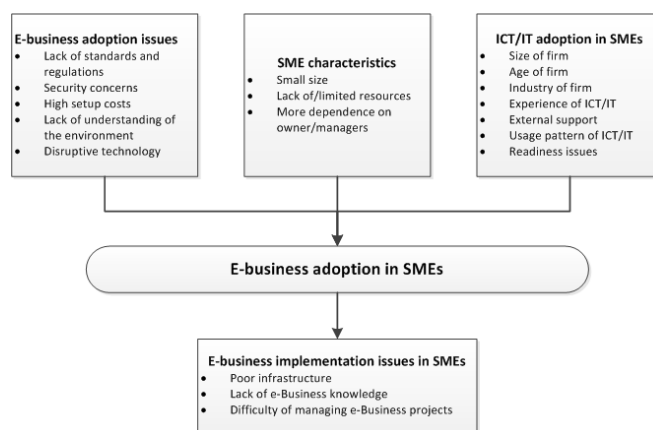 E-business adoption issues
• Lack of standards and
regulations
• Security concerns
• High setup costs
• Lack of understanding of
the environment
• Disruptive technology
SME characteristics
• Small size
• Lack of/limited resources
• More dependence on
owner/managers
ICT/IT adoption in SMEs
• Size of firm
• Age of firm
• Industry of firm
• Experience of ICT/IT
• External support
• Usage pattern of ICT/IT
• Readiness issues
E-business adoption in SMEs
E-business implementation issues in SMEs
• Poor infrastructure
• Lack of e-Business knowledge
• Difficulty of managing e-Business projects